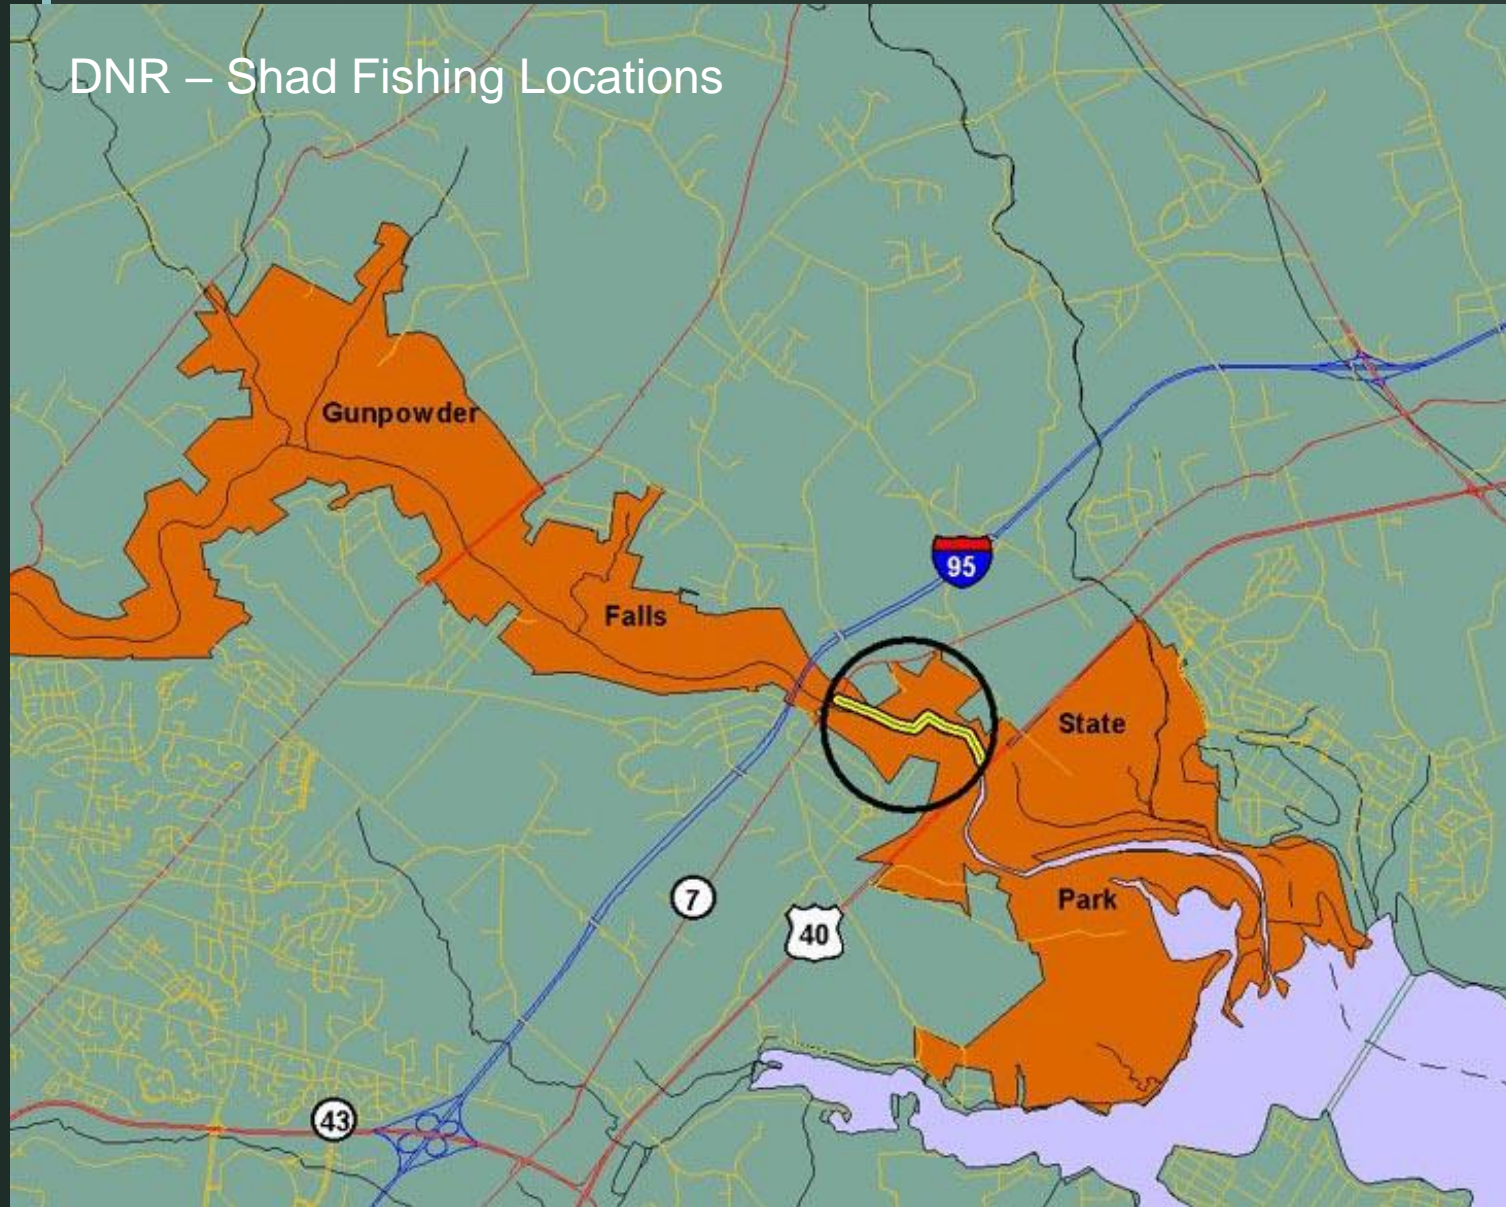 DNR – Shad Fishing Locations
Gunpowder
95
Falls
State
7
Park
40
43